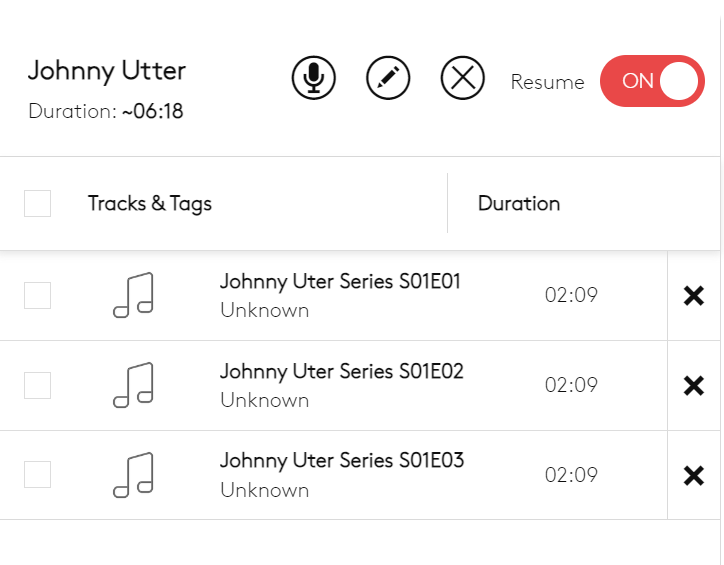 Johnny Utter
Duration: ~06:18
Resume
ON
Tracks & Tags
Duration
Johnny Uter Series S01E01
Unknown
02:09
Johnny Uter Series S01E02
Unknown
02:09
Johnny Uter Series S01E03
Unknown
02:09